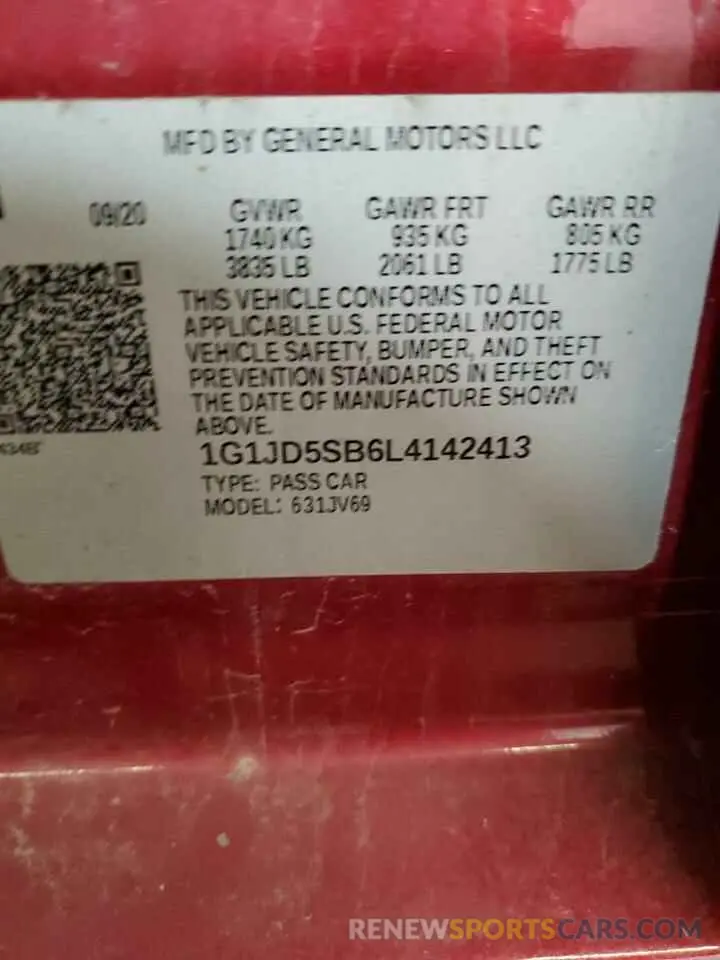 MFD BY GENERAL MOTORS LLC
09/20 GVWR GAWR FRT GAWR RR
1740 KG 935 KG 805 KG
3835 LB 2061 LB 1775 LB
THIS VEHICLE CONFORMS TO ALL
APPLICABLE U.S. FEDERAL MOTOR
VEHICLE SAFETY, BUMPER, AND THEFT
PREVENTION STANDARDS IN EFFECT ON
THE DATE OF MANUFACTURE SHOWN
ABOVE.
1G1JD5SB6L4142413
TYPE: PASS CAR
MODEL: 631JV69
RENEWSPORTSCARS.COM